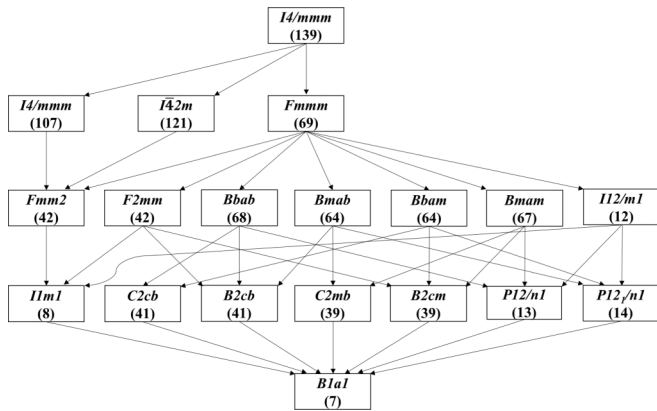 I4/mmm
(139)
I4/mmm
(107)
I4̅2m
(121)
Fmmm
(69)
Fmm2
(42)
F2mm
(42)
Bbab
(68)
Bmab
(64)
Bbam
(64)
Bmam
(67)
I12/m1
(12)
I1m1
(8)
C2cb
(41)
B2cb
(41)
C2mb
(39)
B2cm
(39)
P12/n1
(13)
P12₁/n1
(14)
B1a1
(7)